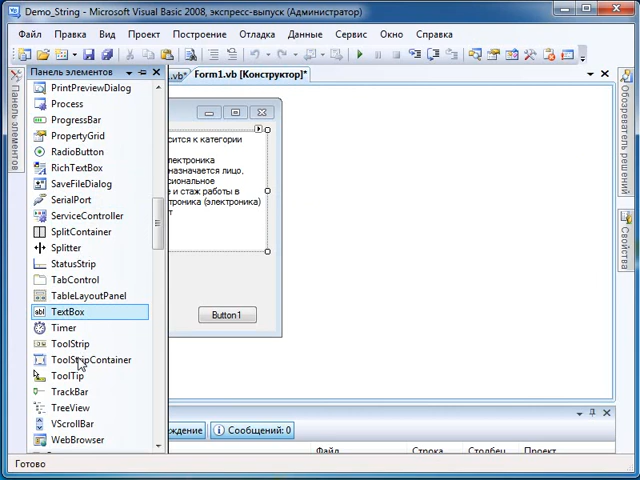 Demo_String - Microsoft Visual Basic 2008, экспресс-выпуск (Администратор)
Файл Правка Вид Проект Построение Отладка Данные Сервис Окно Справка
Панель элементов
.vb* Form1.vb [Конструктор]*
Панель элементов
Обозреватель решений
Свойства
PrintPreviewDialog
Process
ProgressBar
PropertyGrid
RadioButton
RichTextBox
SaveFileDialog
SerialPort
ServiceController
SplitContainer
Splitter
StatusStrip
TabControl
TableLayoutPanel
TextBox
Timer
ToolStrip
ToolStripContainer
ToolTip
TrackBar
TreeView
VScrollBar
WebBrowser
сится к категории
лектроника
назначается лицо,
сиональное
е и стаж работы в
троника (электроника)
т
Button1
ждение Сообщений: 0
Файл Строка Столбец Проект
Готово